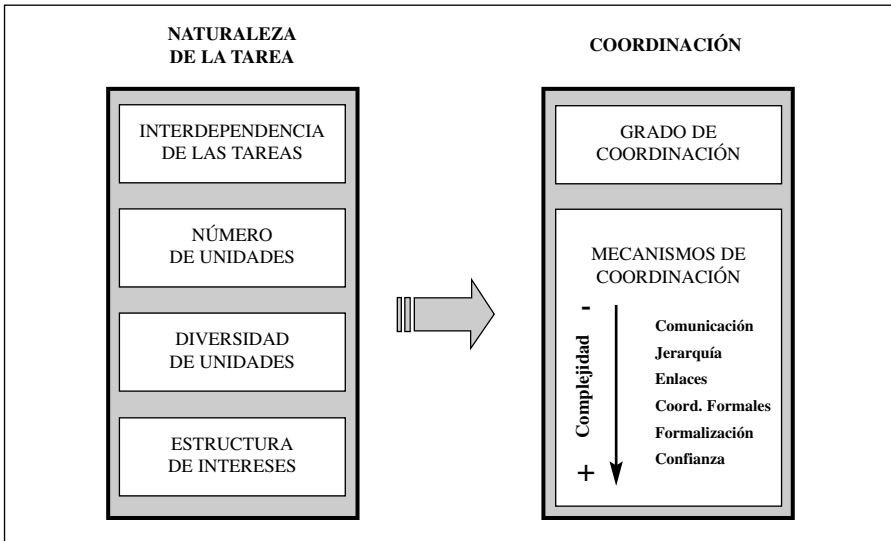 NATURALEZA
DE LA TAREA
INTERDEPENDENCIA
DE LAS TAREAS
NÚMERO
DE UNIDADES
DIVERSIDAD
DE UNIDADES
ESTRUCTURA
DE INTERESES
COORDINACIÓN
GRADO DE
COORDINACIÓN
MECANISMOS DE
COORDINACIÓN
-
Complejidad
+
Comunicación
Jerarquía
Enlaces
Coord. Formales
Formalización
Confianza